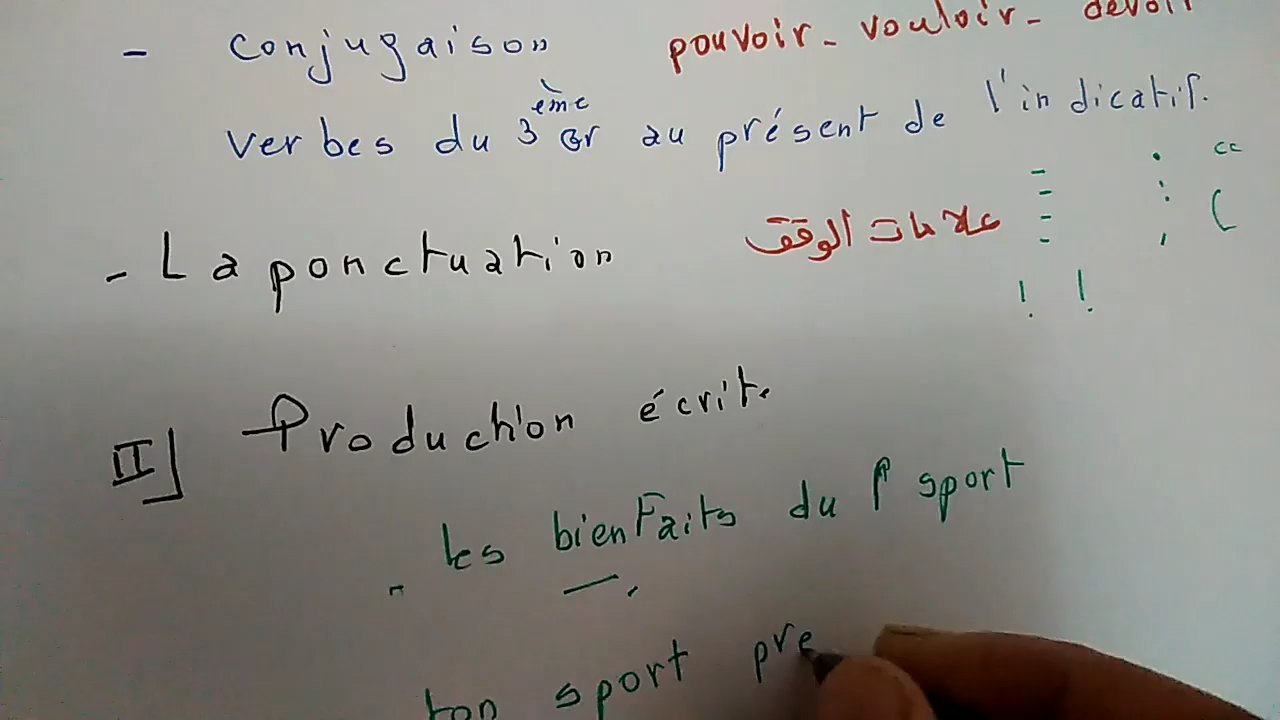 - Conjugaison pouvoir - vouloir - devoir
verbes du 3ème Gr au présent de l'indicatif.
- La ponctuation علامات الوقف
II] Production écrit.
- les bienfaits du sport
ton sport pre